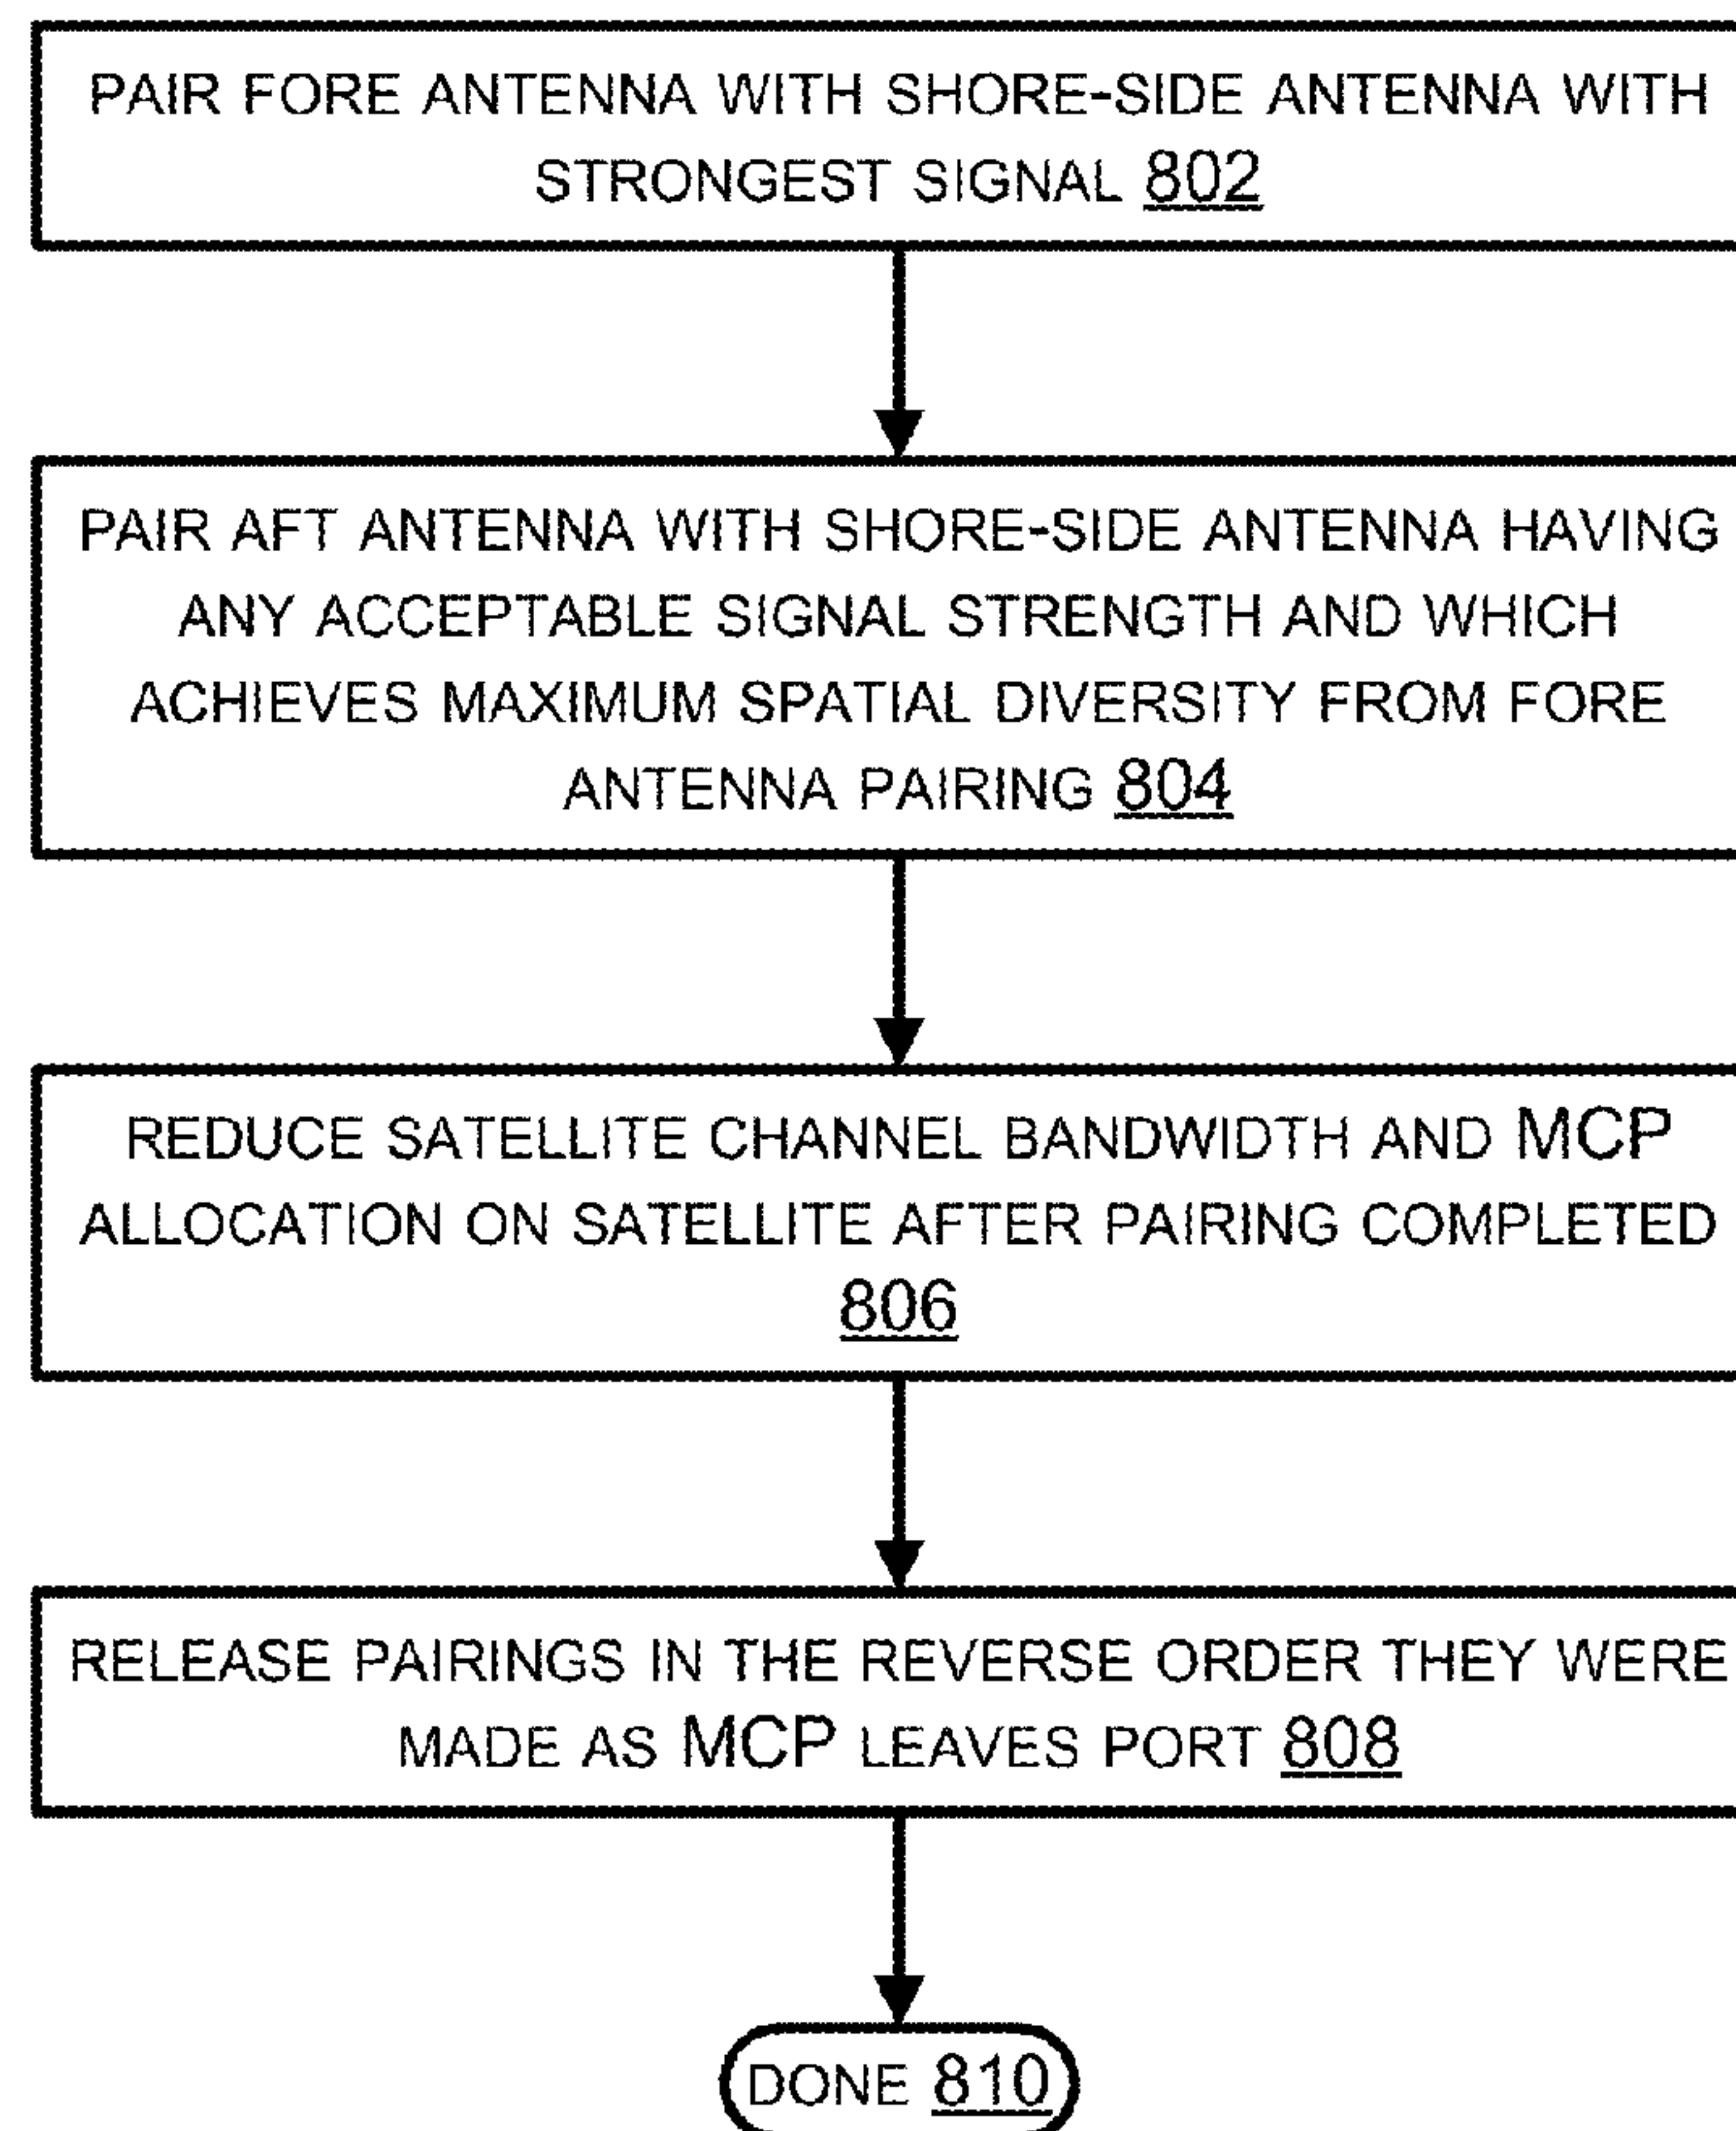 PAIR FORE ANTENNA WITH SHORE-SIDE ANTENNA WITH
STRONGEST SIGNAL 802
PAIR AFT ANTENNA WITH SHORE-SIDE ANTENNA HAVING
ANY ACCEPTABLE SIGNAL STRENGTH AND WHICH
ACHIEVES MAXIMUM SPATIAL DIVERSITY FROM FORE
ANTENNA PAIRING 804
REDUCE SATELLITE CHANNEL BANDWIDTH AND MCP
ALLOCATION ON SATELLITE AFTER PAIRING COMPLETED
806
RELEASE PAIRINGS IN THE REVERSE ORDER THEY WERE
MADE AS MCP LEAVES PORT 808
DONE 810